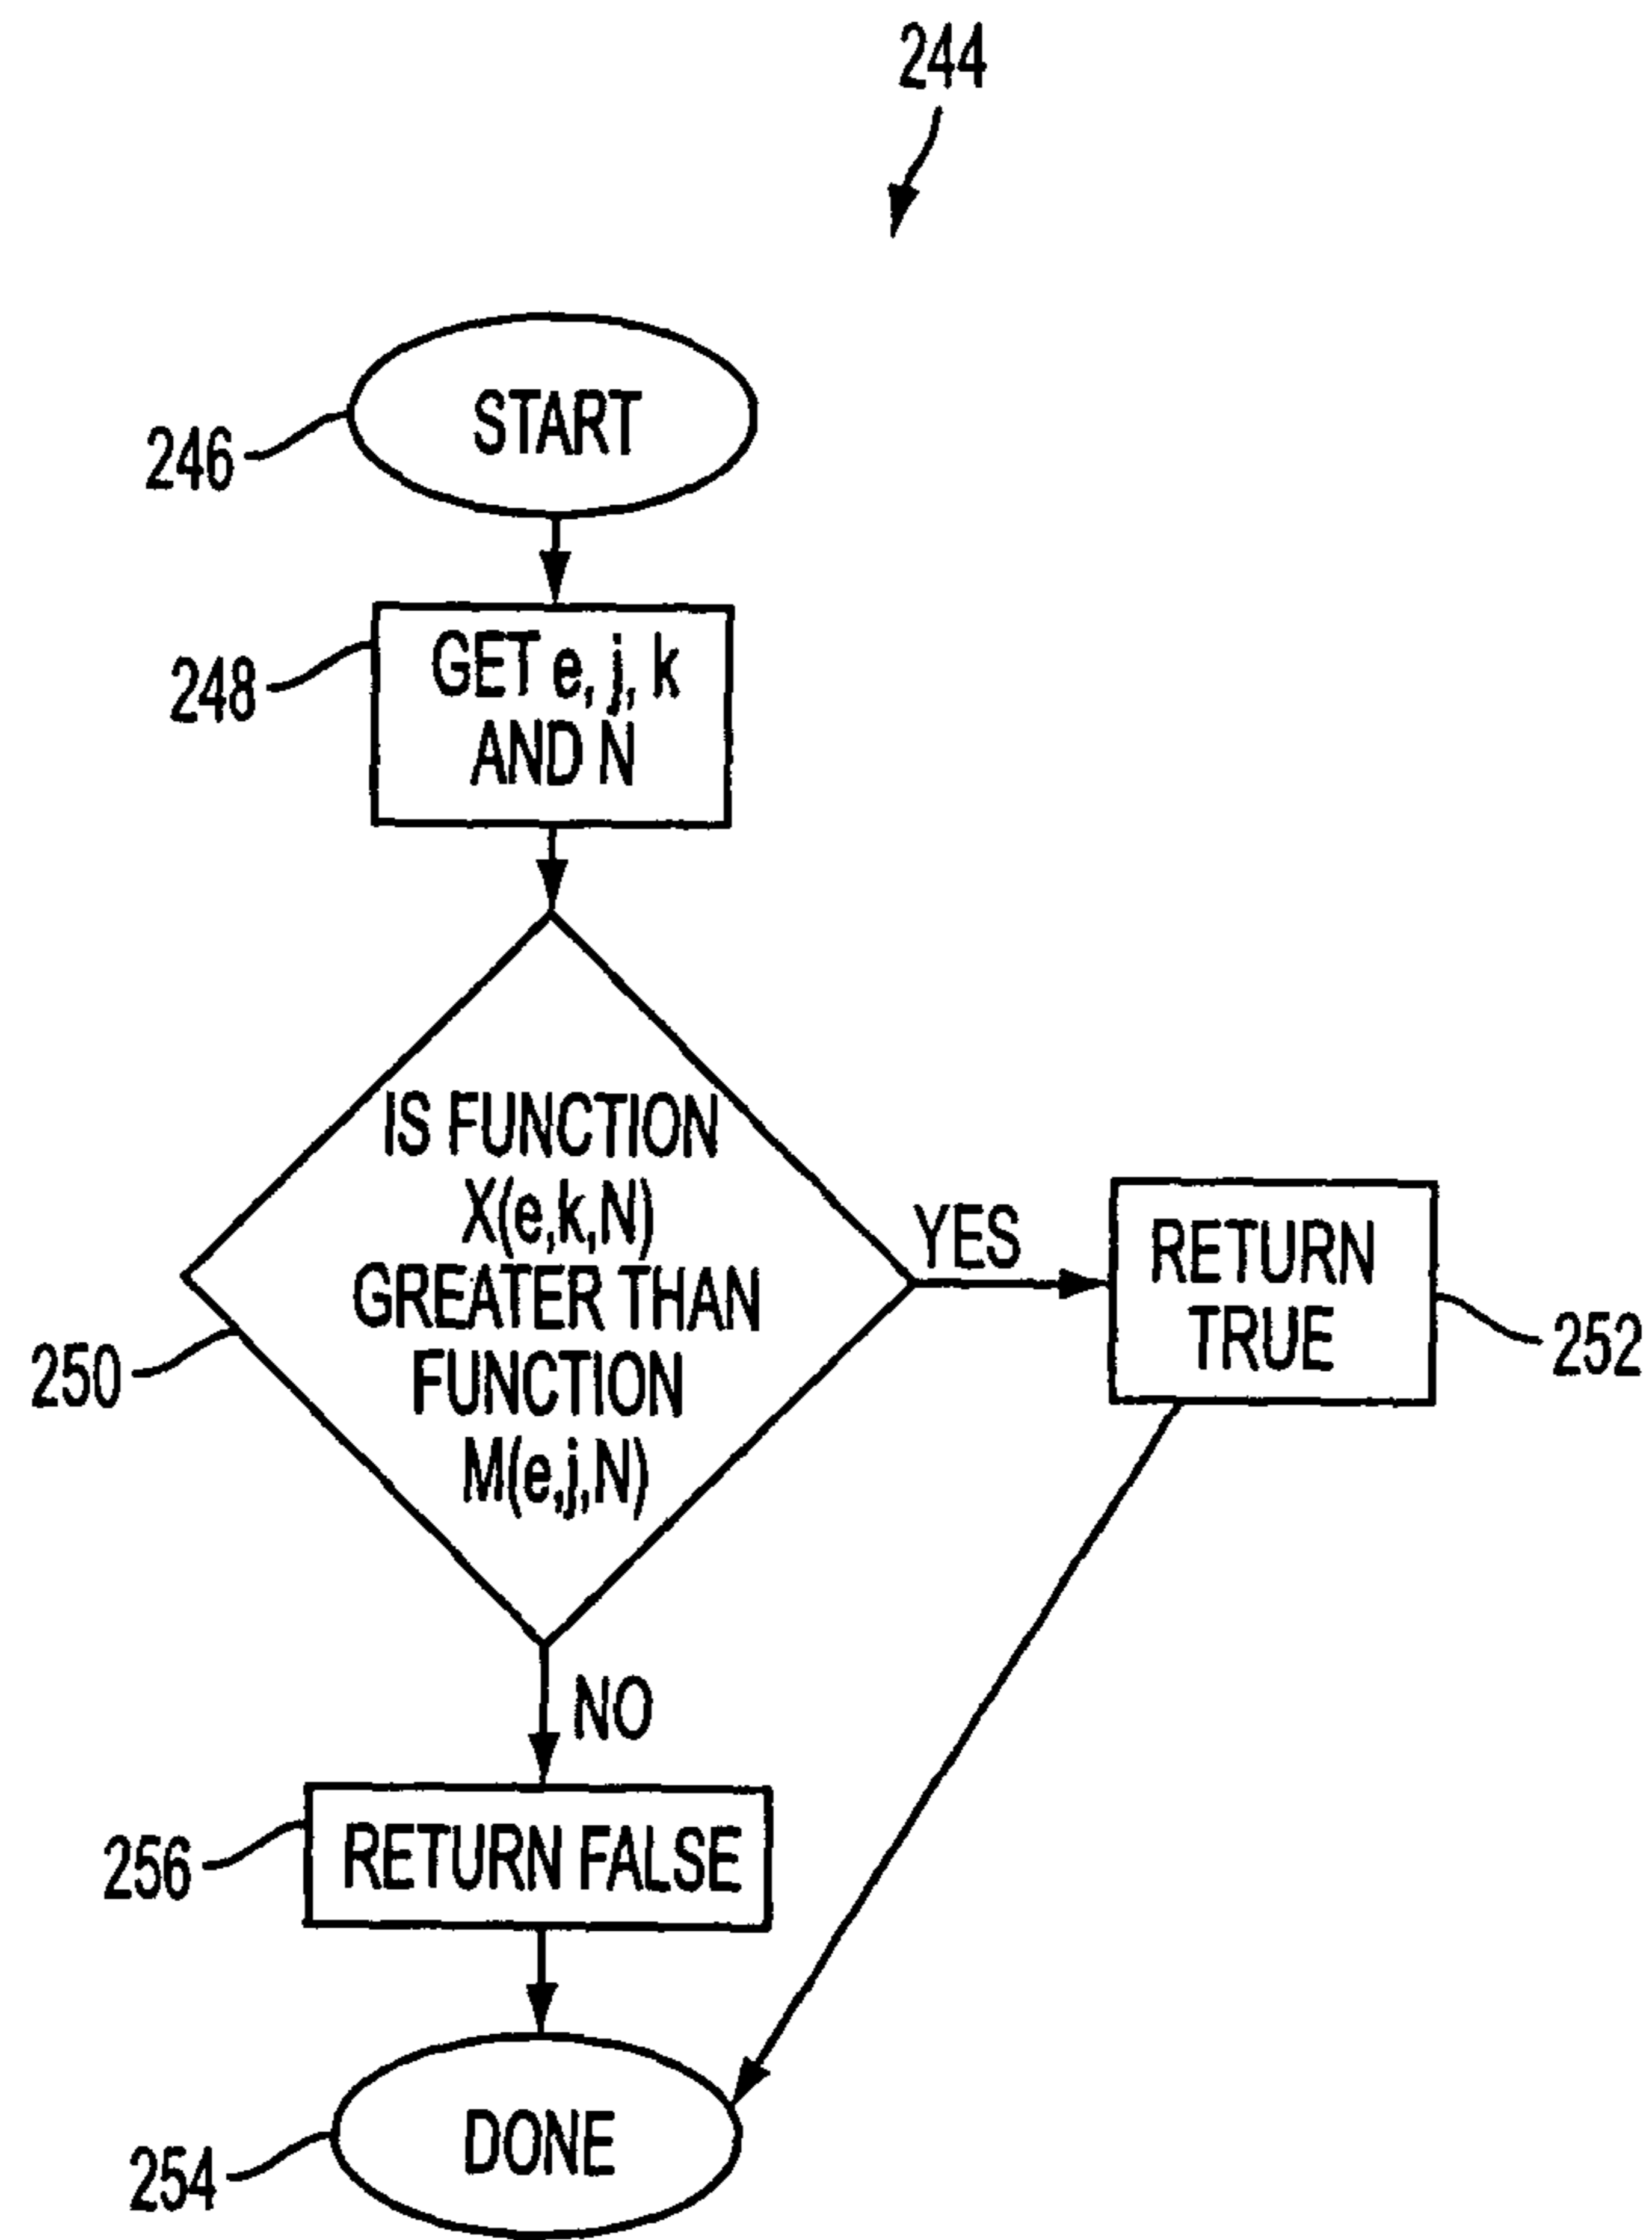 244
START
246
GET e, j, k
AND N
248
IS FUNCTION
X(e,k,N)
GREATER THAN
FUNCTION
M(e,j,N)
250
YES
RETURN
TRUE
252
NO
RETURN FALSE
256
DONE
254